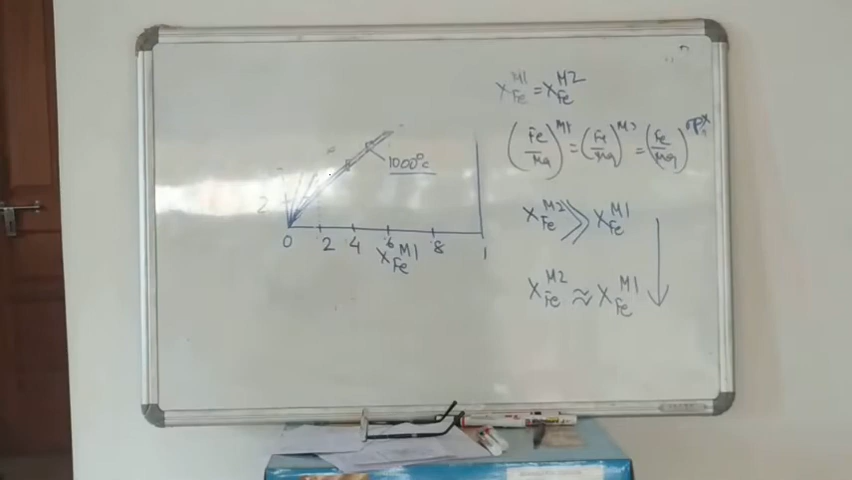 X_Fe^M1 = X_Fe^M2
(Fe/Mg)^M1 = (Fe/Mg)^M2 = (Fe/Mg)^opx
X_Fe^M2 >> X_Fe^M1
X_Fe^M2 ≈ X_Fe^M1
1000°C
2
0 2 4 6 8 1
X_Fe^M1